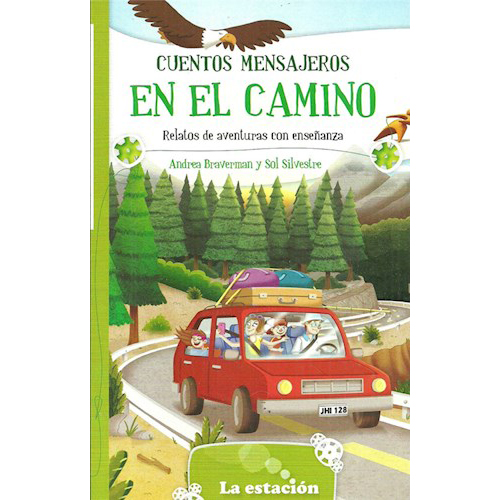 CUENTOS MENSAJEROS
EN EL CAMINO
Relatos de aventuras con enseñanza
Andrea Braverman y Sol Silvestre
JHI 128
La estación